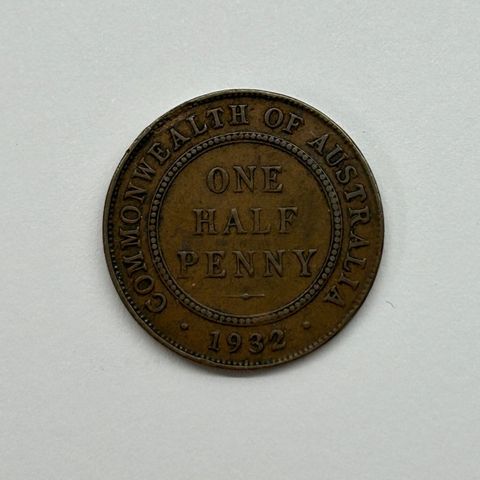 COMMONWEALTH OF AUSTRALIA
ONE
HALF
PENNY
· 1932 ·